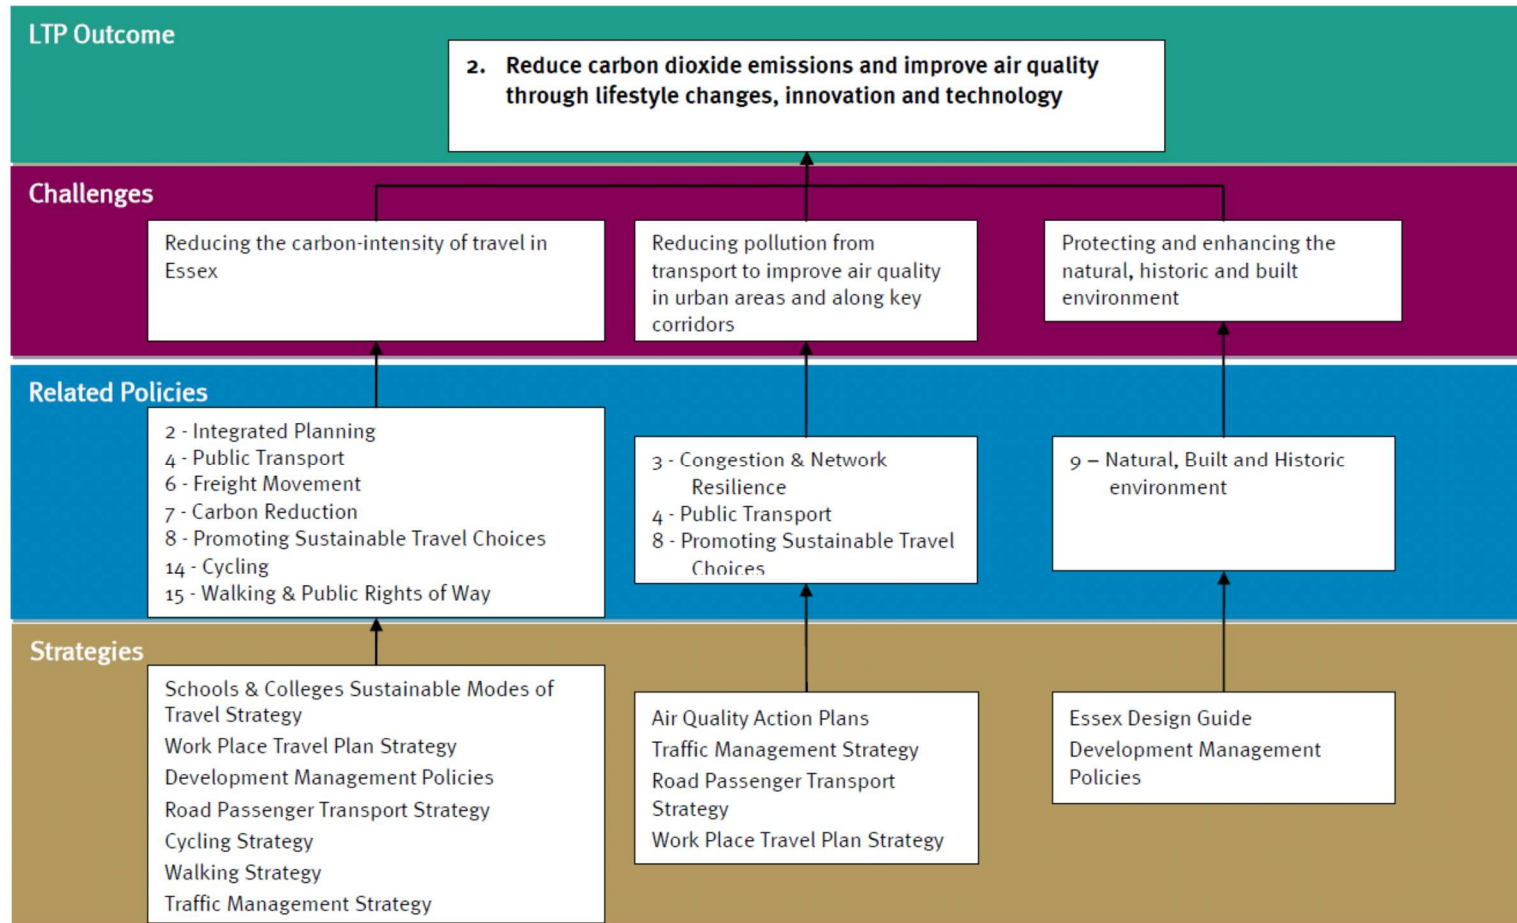 LTP Outcome
2. Reduce carbon dioxide emissions and improve air quality
through lifestyle changes, innovation and technology
Challenges
Reducing the carbon-intensity of travel in
Essex
Reducing pollution from
transport to improve air quality
in urban areas and along key
corridors
Protecting and enhancing the
natural, historic and built
environment
Related Policies
2 - Integrated Planning
4 - Public Transport
6 - Freight Movement
7 - Carbon Reduction
8 - Promoting Sustainable Travel Choices
14 - Cycling
15 - Walking & Public Rights of Way
3 - Congestion & Network
Resilience
4 - Public Transport
8 - Promoting Sustainable Travel
Choices
9 – Natural, Built and Historic
environment
Strategies
Schools & Colleges Sustainable Modes of
Travel Strategy
Work Place Travel Plan Strategy
Development Management Policies
Road Passenger Transport Strategy
Cycling Strategy
Walking Strategy
Traffic Management Strategy
Air Quality Action Plans
Traffic Management Strategy
Road Passenger Transport
Strategy
Work Place Travel Plan Strategy
Essex Design Guide
Development Management
Policies